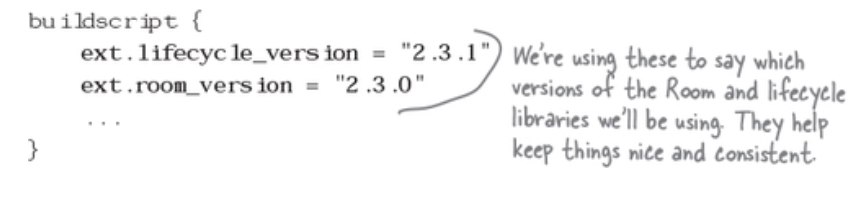 buildscript {
    ext.lifecycle_version = "2.3.1"
    ext.room_version = "2.3.0"
    ...
}
We're using these to say which
versions of the Room and lifecycle
libraries we'll be using. They help
keep things nice and consistent.